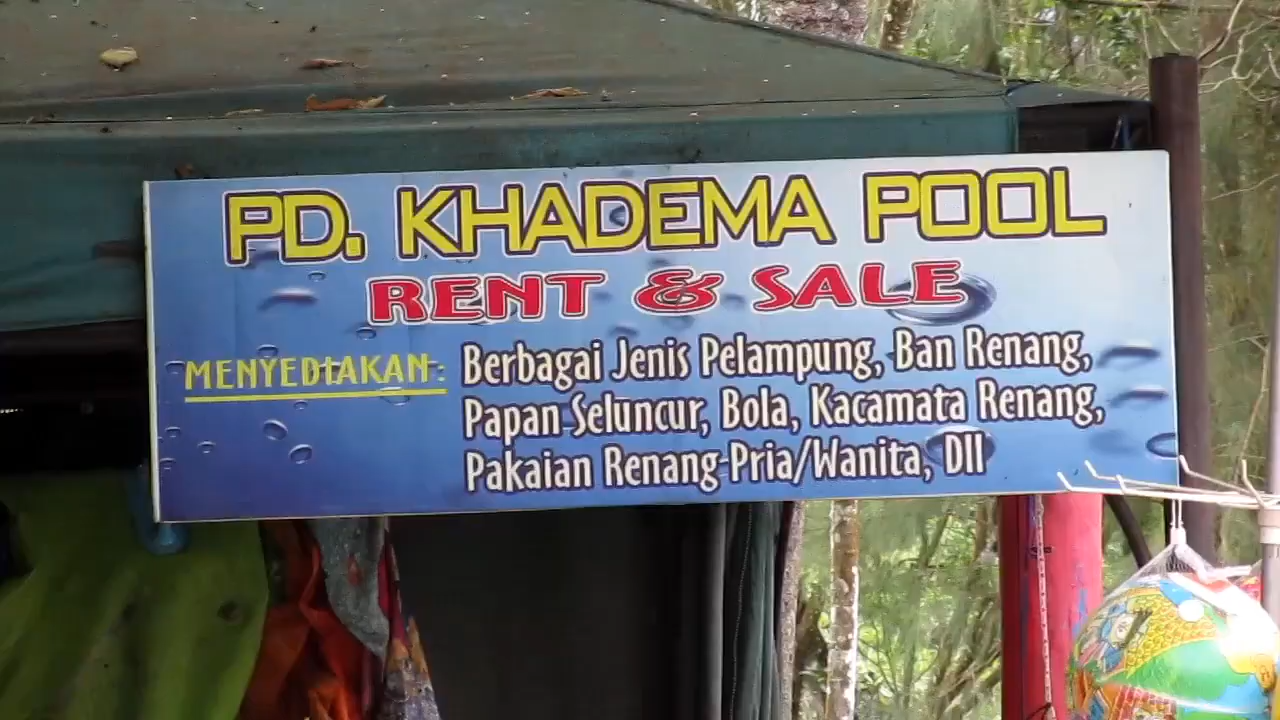 PD. KHADEMA POOL
RENT & SALE
MENYEDIAKAN: Berbagai Jenis Pelampung, Ban Renang,
Papan Seluncur, Bola, Kacamata Renang,
Pakaian Renang Pria/Wanita, Dll